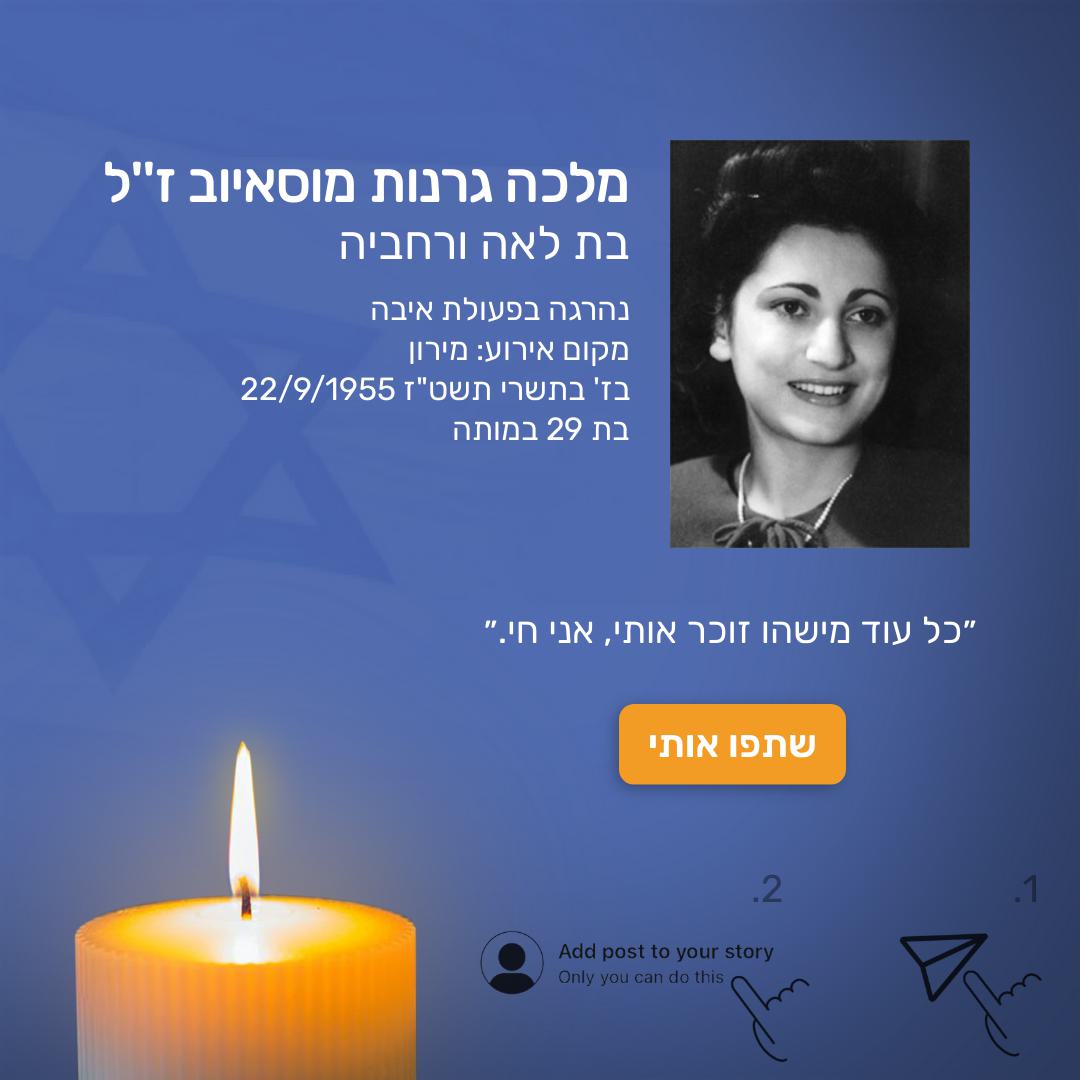 מלכה גרנות מוסאיוב ז"ל
בת לאה ורחביה
נהרגה בפעולת איבה
מקום אירוע: מירון
בז' בתשרי תשט"ז 22/9/1955
בת 29 במותה
״כל עוד מישהו זוכר אותי, אני חי.״
שתפו אותי
1.
2.
Add post to your story
Only you can do this